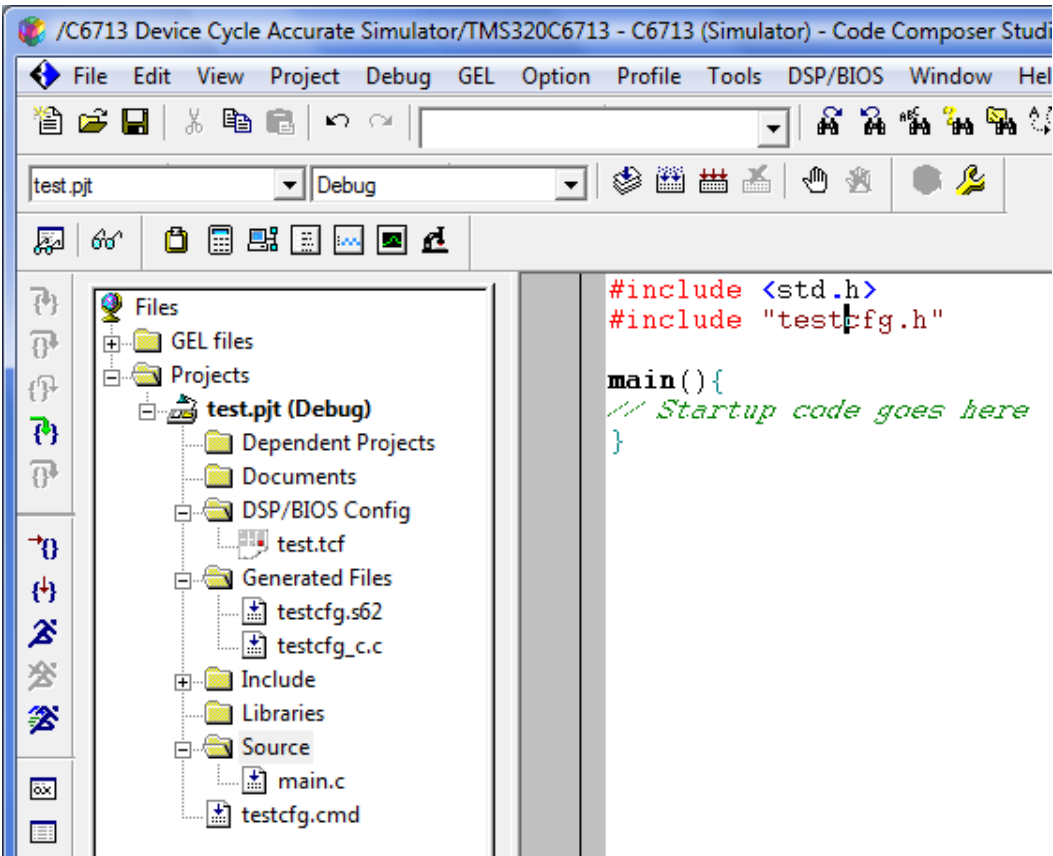 /C6713 Device Cycle Accurate Simulator/TMS320C6713 - C6713 (Simulator) - Code Composer Studi
File Edit View Project Debug GEL Option Profile Tools DSP/BIOS Window Hel
test.pjt Debug
Files
GEL files
Projects
test.pjt (Debug)
Dependent Projects
Documents
DSP/BIOS Config
test.tcf
Generated Files
testcfg.s62
testcfg_c.c
Include
Libraries
Source
main.c
testcfg.cmd
#include <std.h>
#include "testcfg.h"
main(){
// Startup code goes here
}